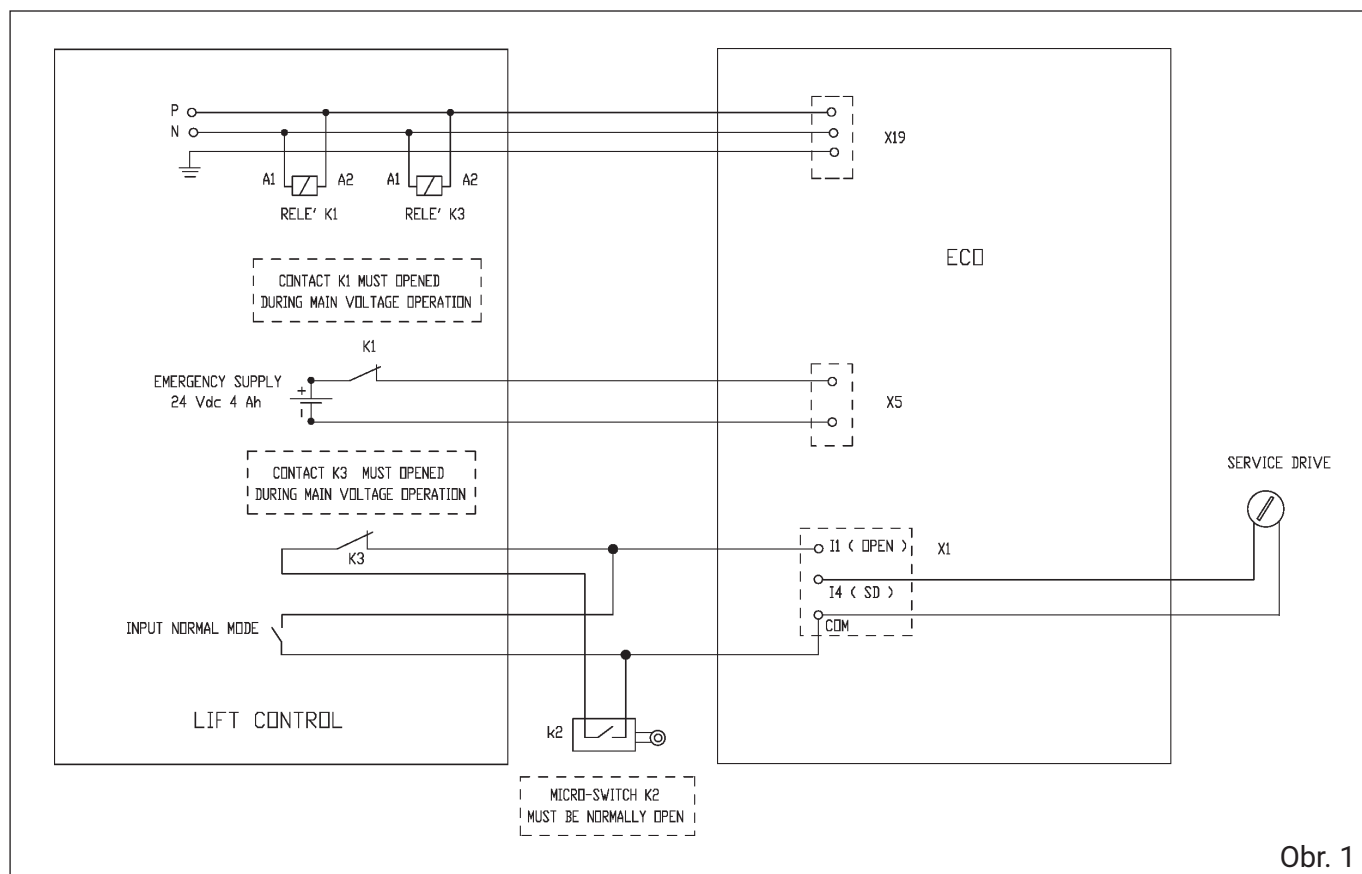 P
N
X19
A1
A2
A1
A2
RELE' K1
RELE' K3
ECO
CONTACT K1 MUST OPENED
DURING MAIN VOLTAGE OPERATION
K1
EMERGENCY SUPPLY
24 Vdc 4 Ah
+
X5
CONTACT K3 MUST OPENED
DURING MAIN VOLTAGE OPERATION
SERVICE DRIVE
K3
I1 ( OPEN )
X1
I4 ( SD )
COM
INPUT NORMAL MODE
LIFT CONTROL
k2
MICRO-SWITCH K2
MUST BE NORMALLY OPEN
Obr. 1